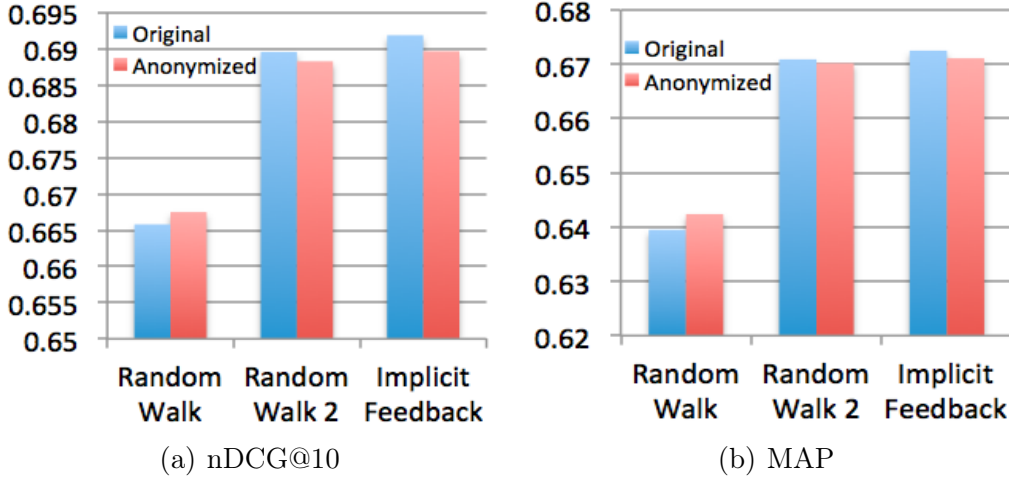 0.695
0.69
0.685
0.68
0.675
0.67
0.665
0.66
0.655
0.65
Original
Anonymized
Random Walk
Random Walk 2
Implicit Feedback
(a) nDCG@10
0.68
0.67
0.66
0.65
0.64
0.63
0.62
Original
Anonymized
Random Walk
Random Walk 2
Implicit Feedback
(b) MAP